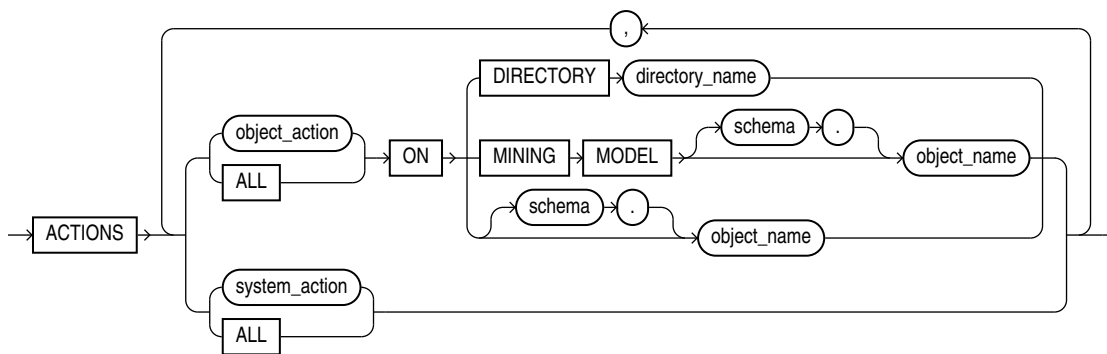 ,
DIRECTORY directory_name
object_action
schema .
ALL
ON
MINING MODEL
object_name
schema .
object_name
ACTIONS
system_action
ALL